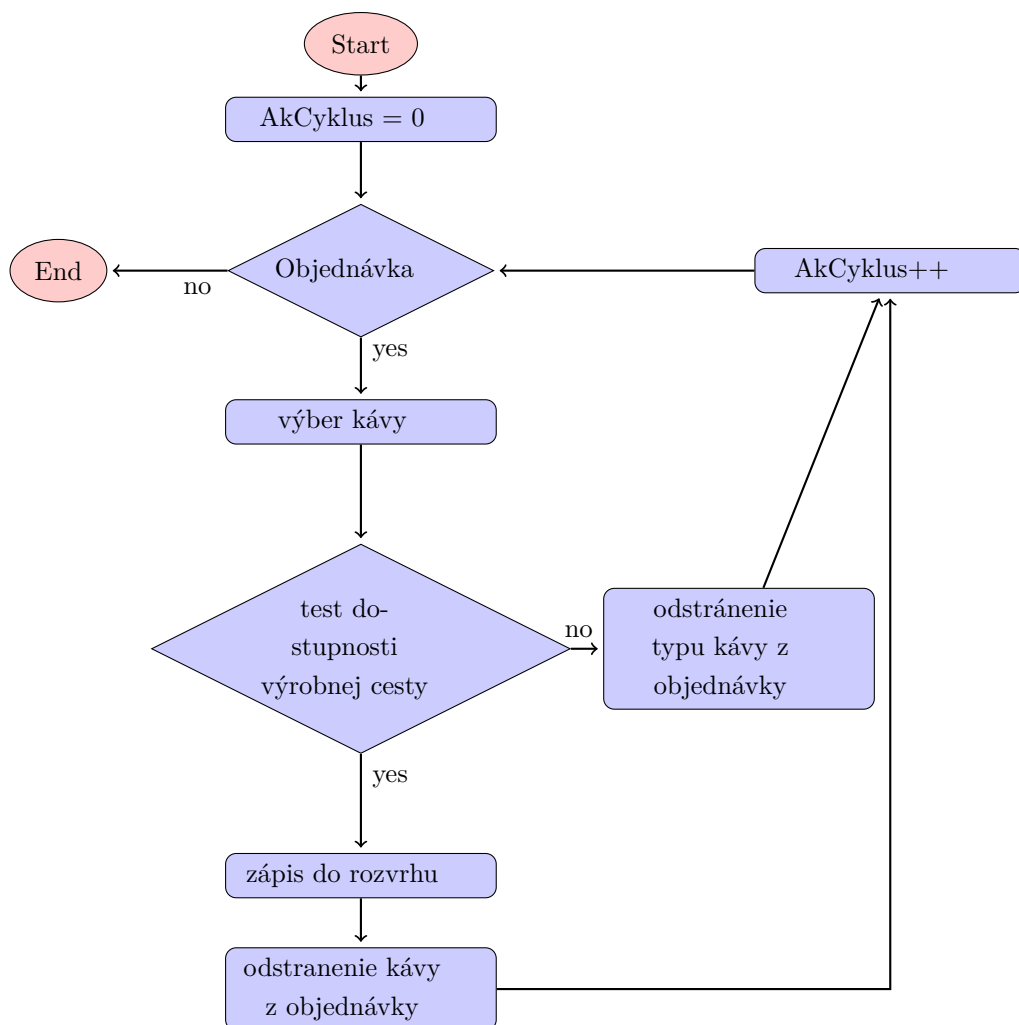 Start
AkCyklus = 0
Objednávka
End
no
AkCyklus++
yes
výber kávy
test do-
stupnosti
výrobnej cesty
no
odstránenie
typu kávy z
objednávky
yes
zápis do rozvrhu
odstranenie kávy
z objednávky